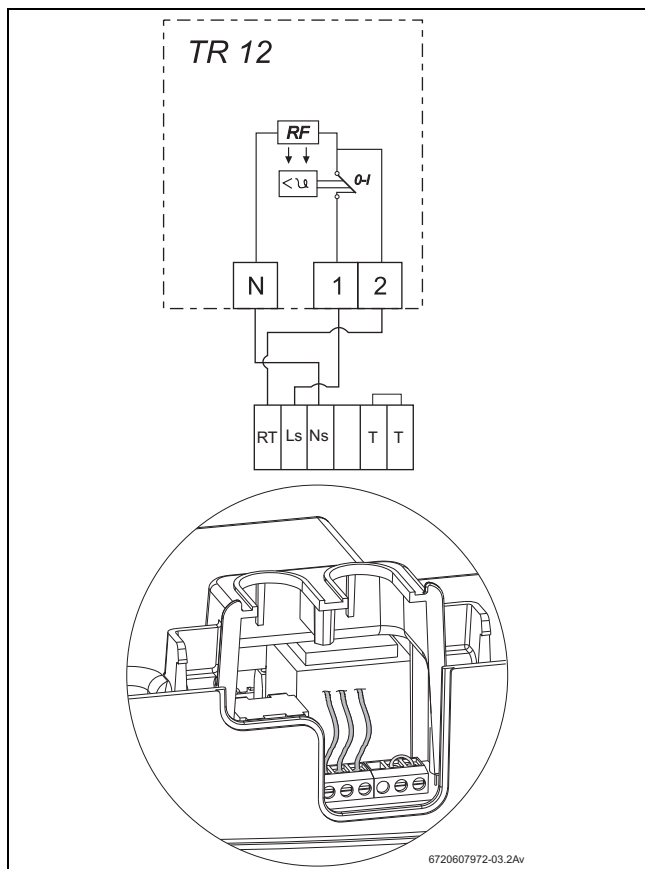 TR 12
RF
< ϑ 0-I
N 1 2
RT Ls Ns T T
6720607972-03.2Av